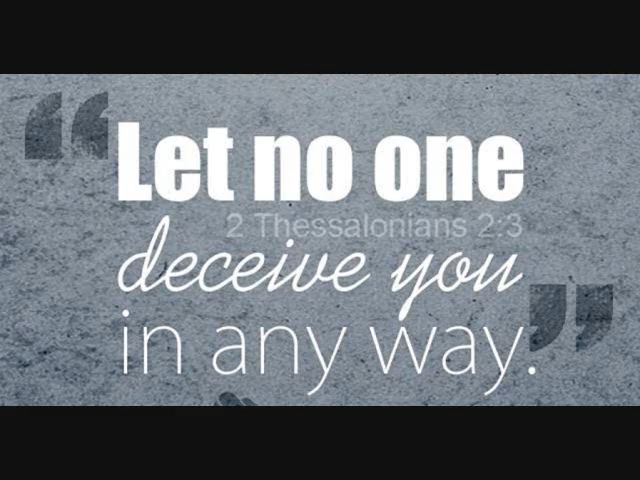 “
Let no one
2 Thessalonians 2:3
deceive you
in any way.
”